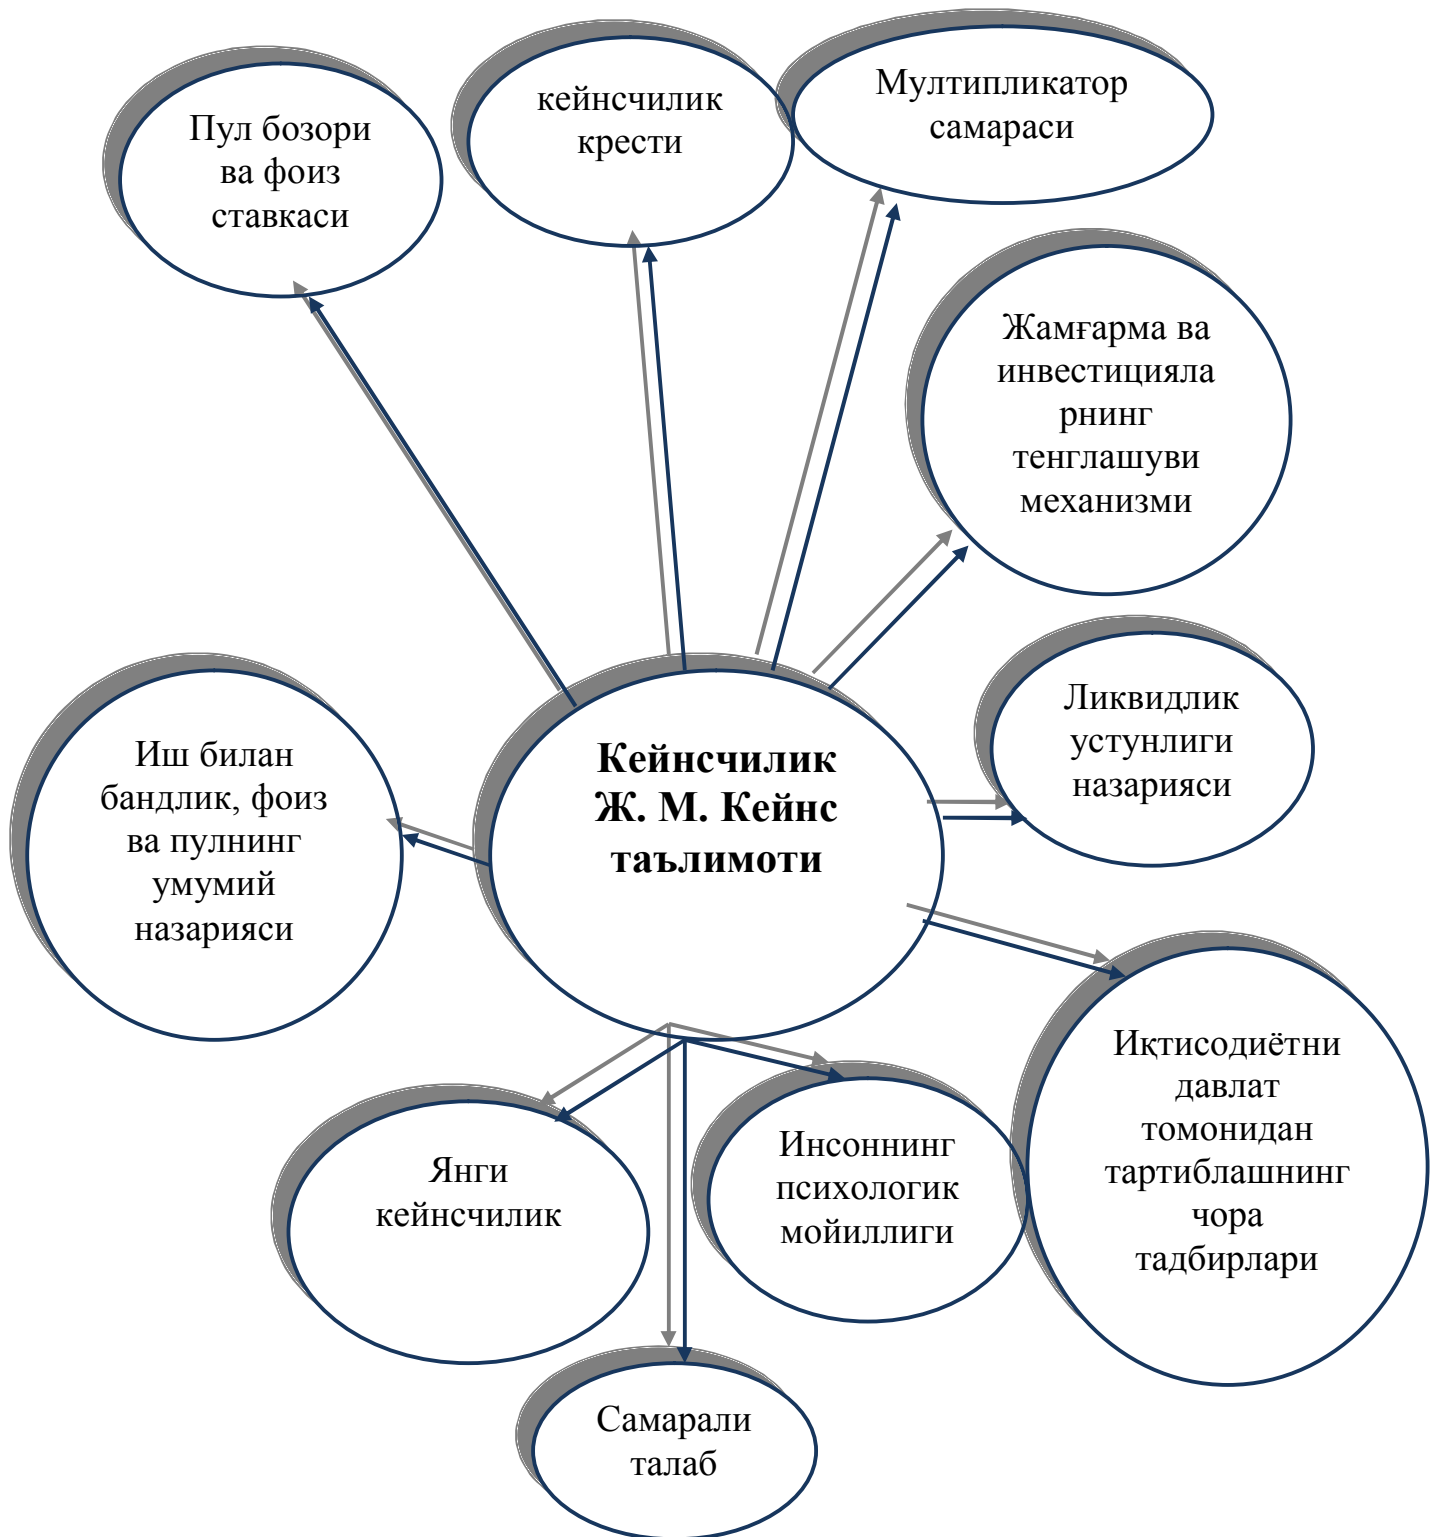 Пул бозори
ва фоиз
ставкаси
кейнсчилик
крести
Мултипликатор
самараси
Жамғарма ва
инвестицияла
рнинг
тенглашуви
механизми
Ликвидлик
устунлиги
назарияси
Кейнсчилик
Ж. М. Кейнс
таълимоти
Иш билан
бандлик, фоиз
ва пулнинг
умумий
назарияси
Иқтисодиётни
давлат
томонидан
тартиблашнинг
чора
тадбирлари
Инсоннинг
психологик
мойиллиги
Янги
кейнсчилик
Самарали
талаб